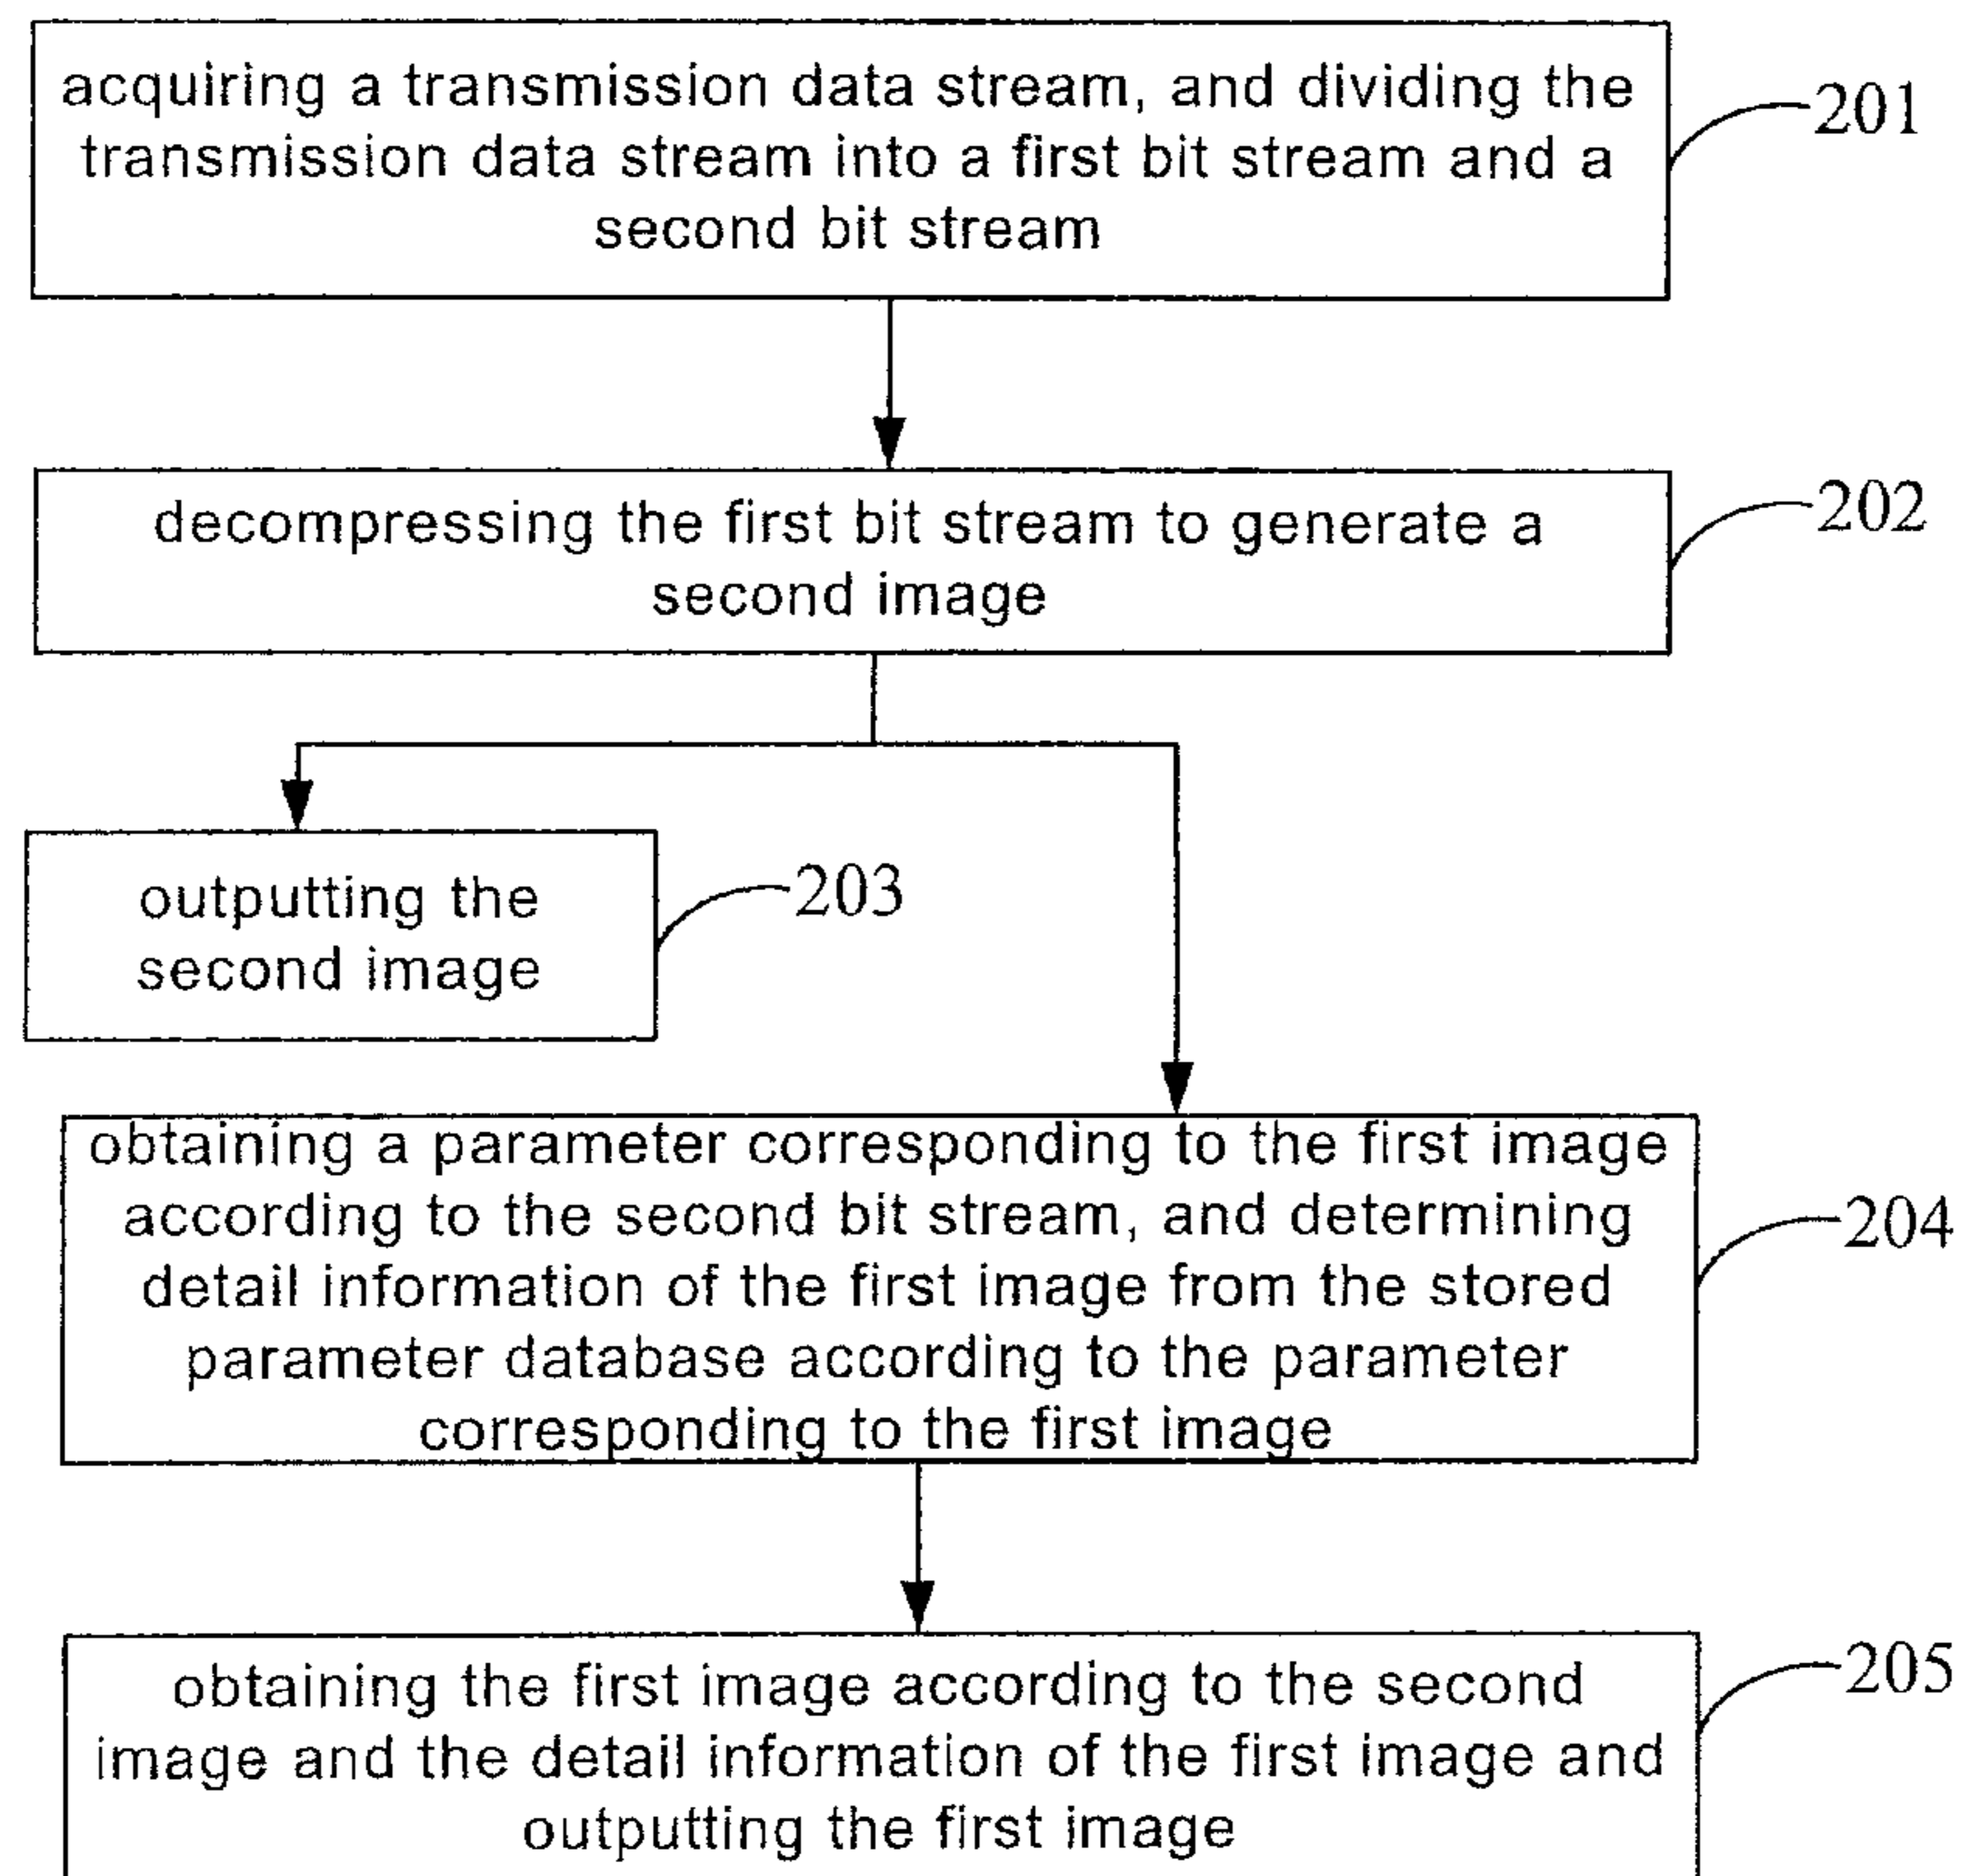 acquiring a transmission data stream, and dividing the
transmission data stream into a first bit stream and a
second bit stream
201
decompressing the first bit stream to generate a
second image
202
outputting the
second image
203
obtaining a parameter corresponding to the first image
according to the second bit stream, and determining
detail information of the first image from the stored
parameter database according to the parameter
corresponding to the first image
204
obtaining the first image according to the second
image and the detail information of the first image and
outputting the first image
205